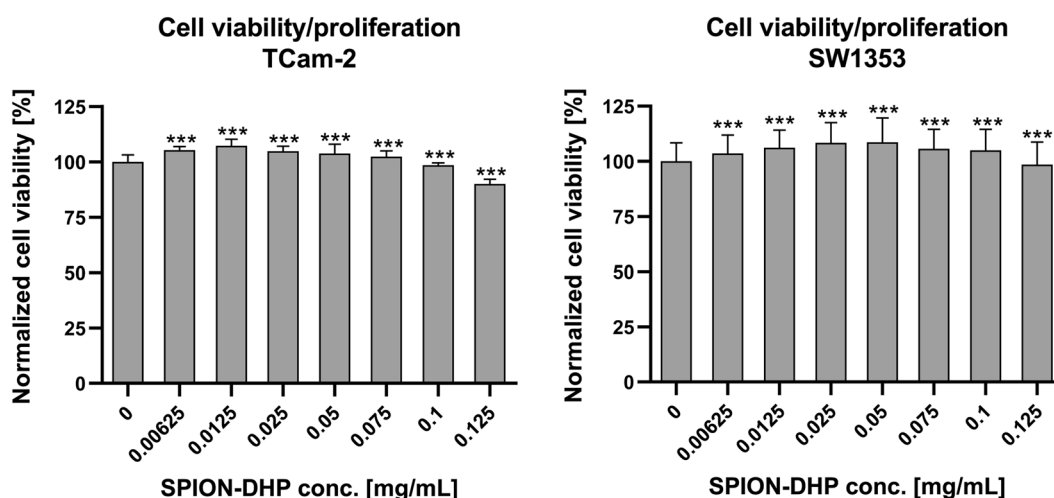 Cell viability/proliferation
TCam-2
Normalized cell viability [%]
125
100
75
50
25
0
*** *** *** *** *** *** ***
0 0.00625 0.0125 0.025 0.05 0.075 0.1 0.125
SPION-DHP conc. [mg/mL]
Cell viability/proliferation
SW1353
Normalized cell viability [%]
125
100
75
50
25
0
*** *** *** *** *** *** ***
0 0.00625 0.0125 0.025 0.05 0.075 0.1 0.125
SPION-DHP conc. [mg/mL]